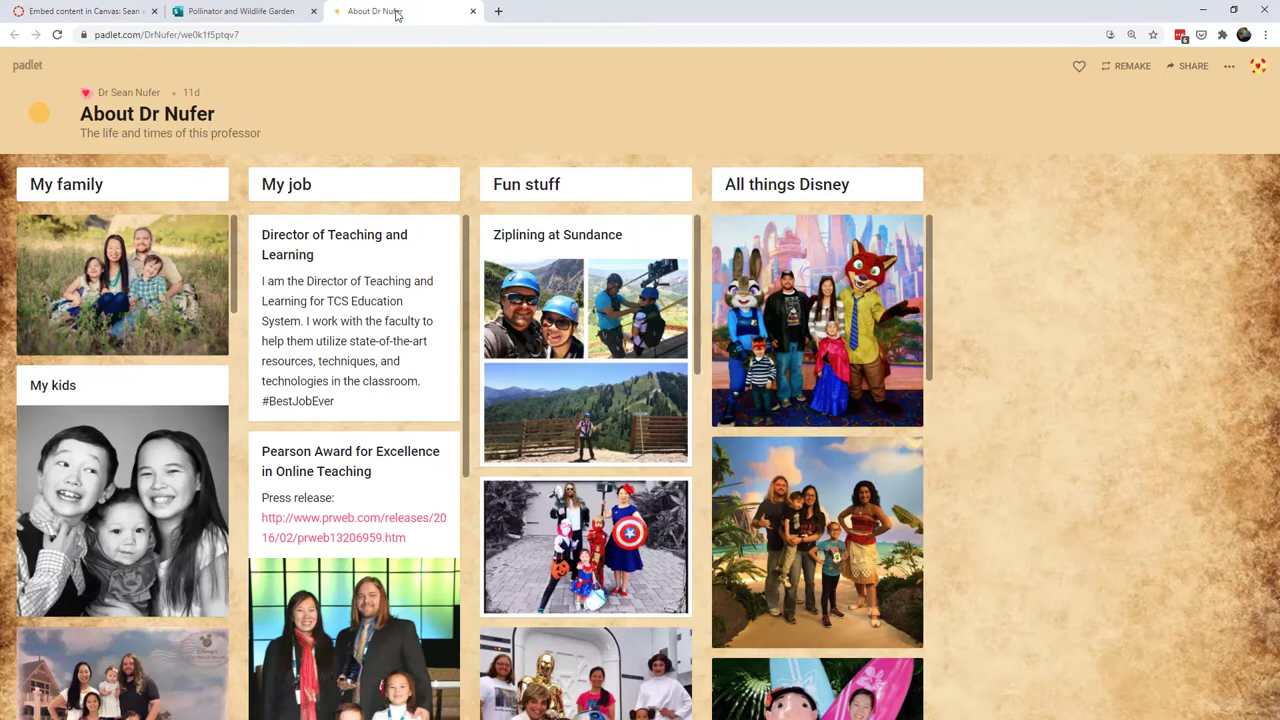 Embed content in Canvas: Sean
Pollinator and Wildlife Garden
About Dr Nufer
padlet.com/DrNufer/we0k1f5ptqv7
6
padlet
REMAKE
SHARE
Dr Sean Nufer • 11d
About Dr Nufer
The life and times of this professor
My family
My job
Fun stuff
All things Disney
Director of Teaching and
Learning
I am the Director of Teaching and
Learning for TCS Education
System. I work with the faculty to
help them utilize state-of-the-art
resources, techniques, and
technologies in the classroom.
#BestJobEver
Ziplining at Sundance
My kids
Pearson Award for Excellence
in Online Teaching
Press release:
http://www.prweb.com/releases/20
16/02/prweb13206959.htm